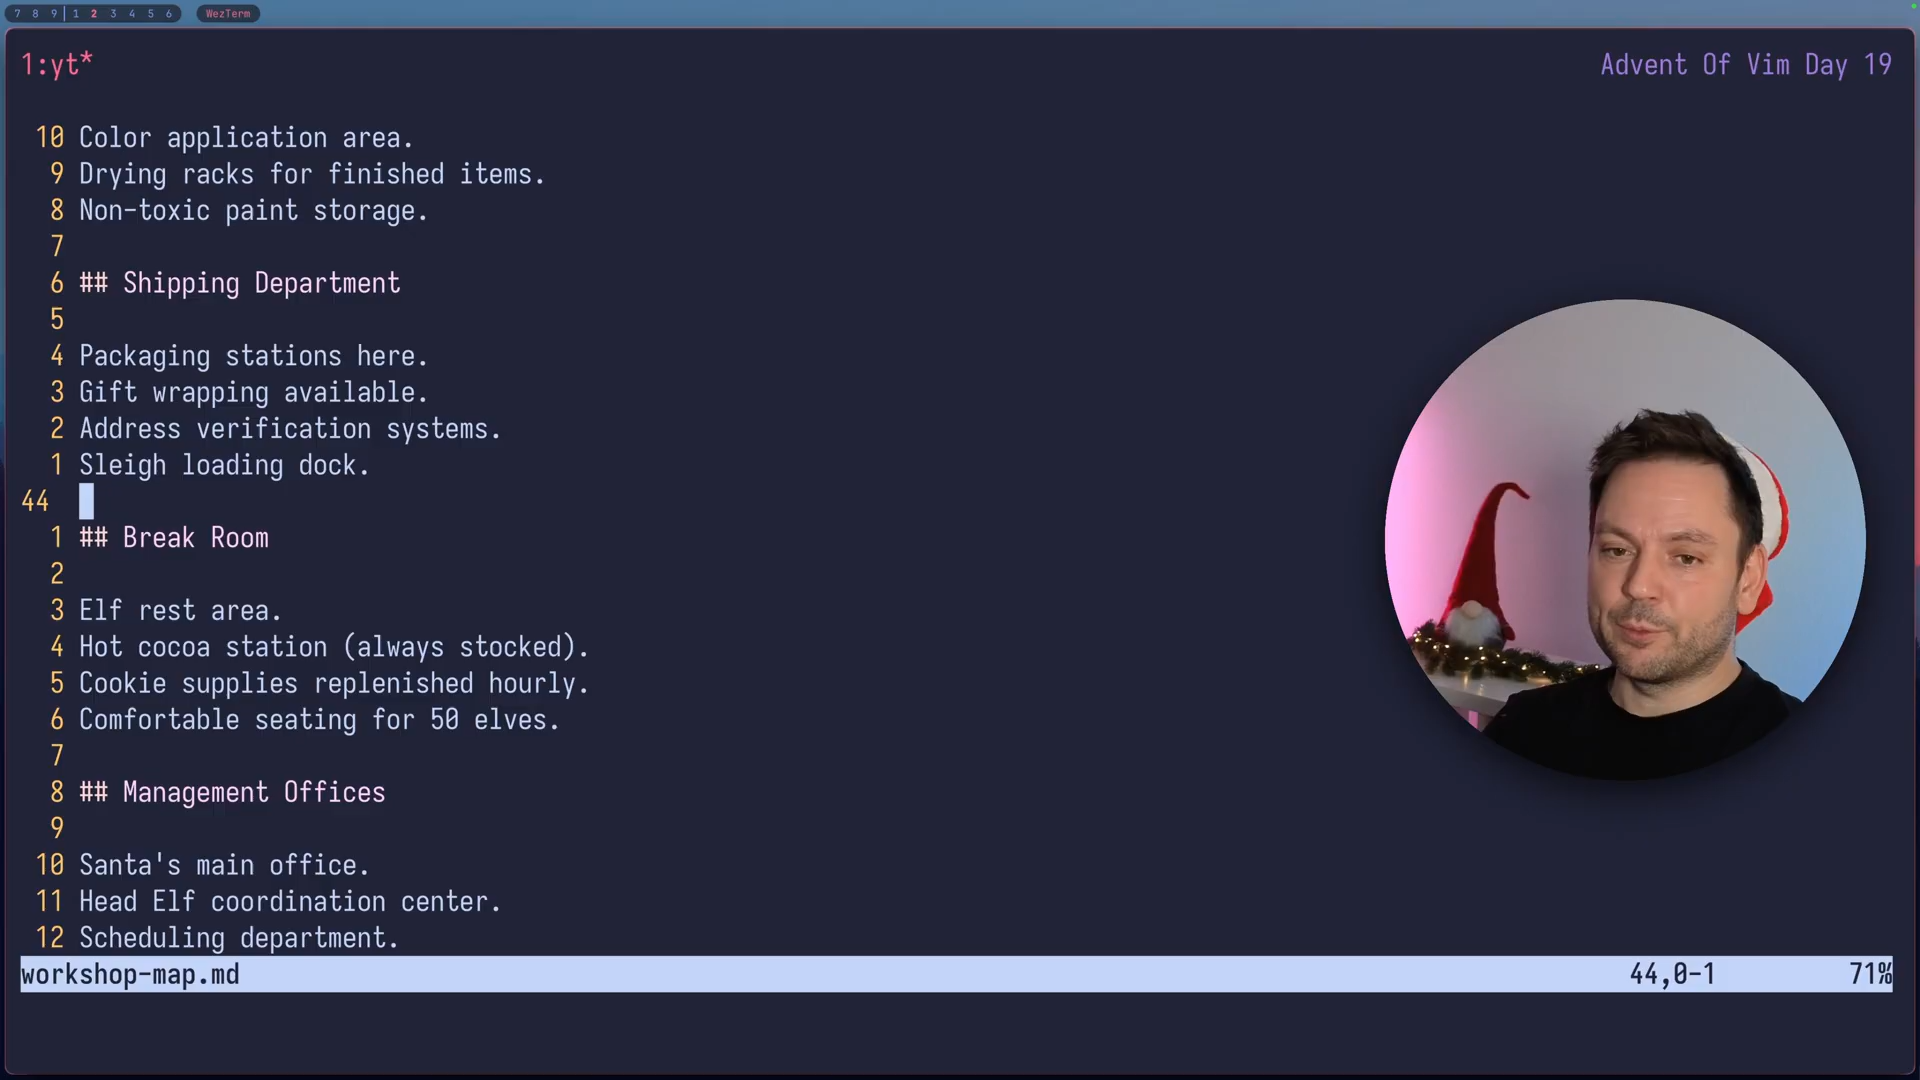 7 8 9 1 2 3 4 5 6 WezTerm
1:yt* Advent Of Vim Day 19
10 Color application area.
9 Drying racks for finished items.
8 Non-toxic paint storage.
7
6 ## Shipping Department
5
4 Packaging stations here.
3 Gift wrapping available.
2 Address verification systems.
1 Sleigh loading dock.
44
1 ## Break Room
2
3 Elf rest area.
4 Hot cocoa station (always stocked).
5 Cookie supplies replenished hourly.
6 Comfortable seating for 50 elves.
7
8 ## Management Offices
9
10 Santa's main office.
11 Head Elf coordination center.
12 Scheduling department.
workshop-map.md 44,0-1 71%